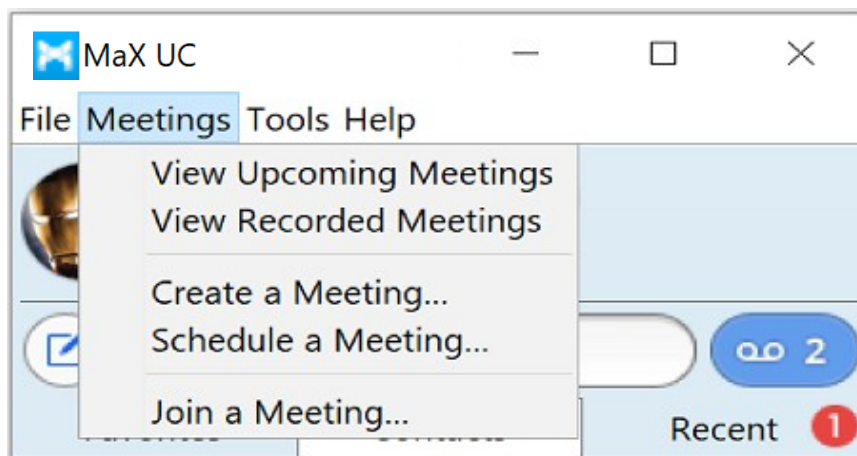 MaX UC
File Meetings Tools Help
View Upcoming Meetings
View Recorded Meetings
Create a Meeting...
Schedule a Meeting...
2
Join a Meeting...
Recent 1